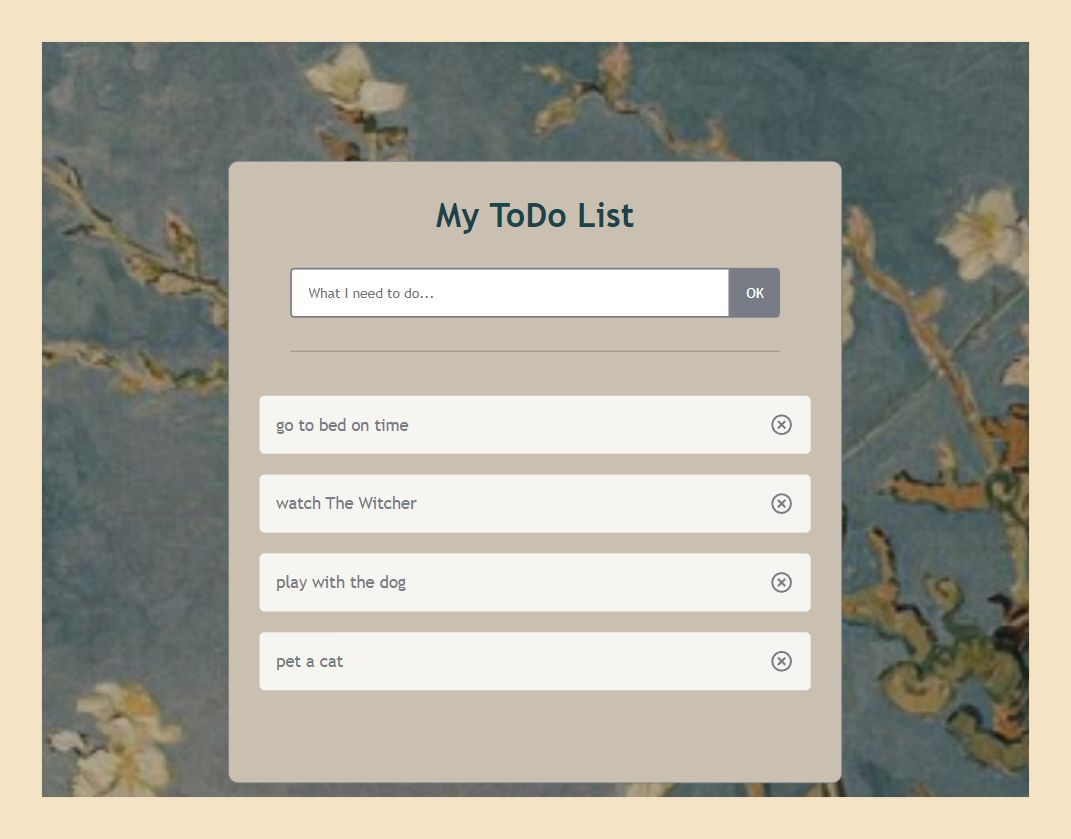 My ToDo List
What I need to do...
OK
go to bed on time
watch The Witcher
play with the dog
pet a cat